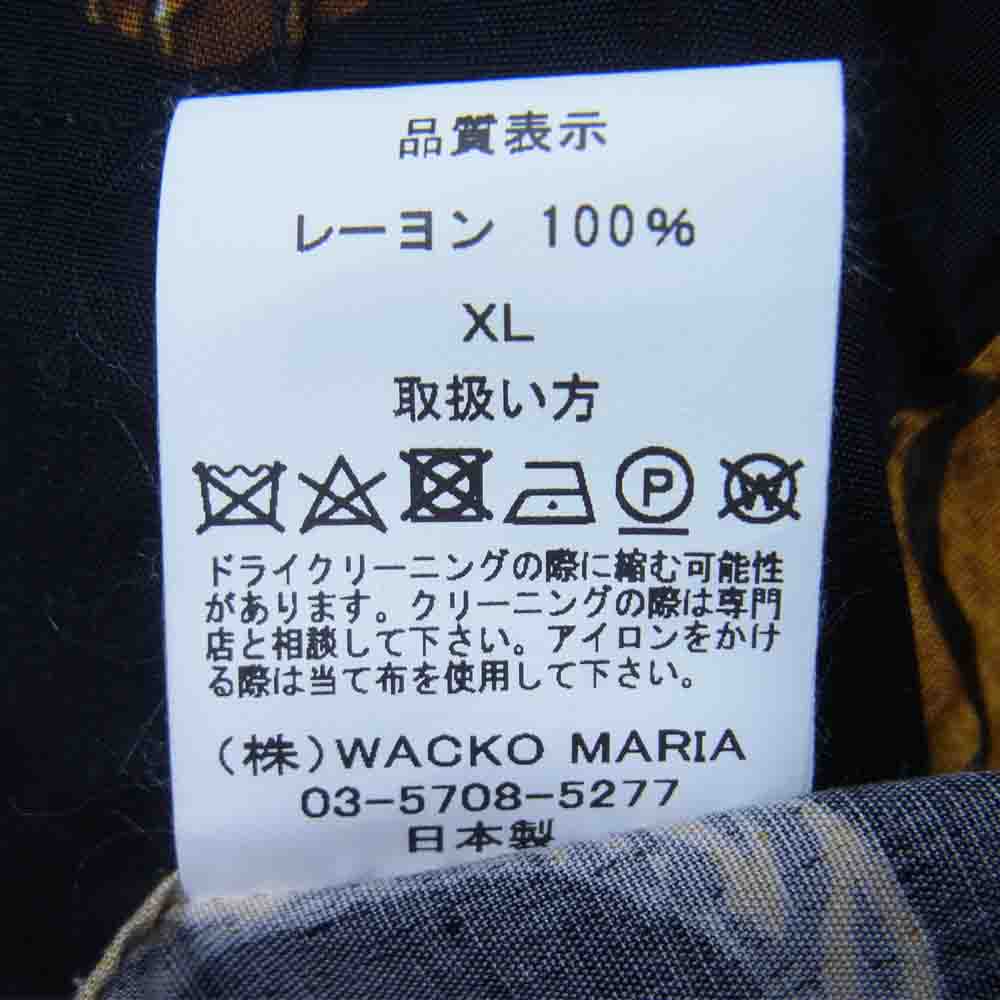 品質表示
レーヨン 100%
XL
取扱い方
P W
ドライクリーニングの際に縮む可能性
があります。クリーニングの際は専門
店と相談して下さい。アイロンをかけ
る際は当て布を使用して下さい。
(株)WACKO MARIA
03-5708-5277
日本製